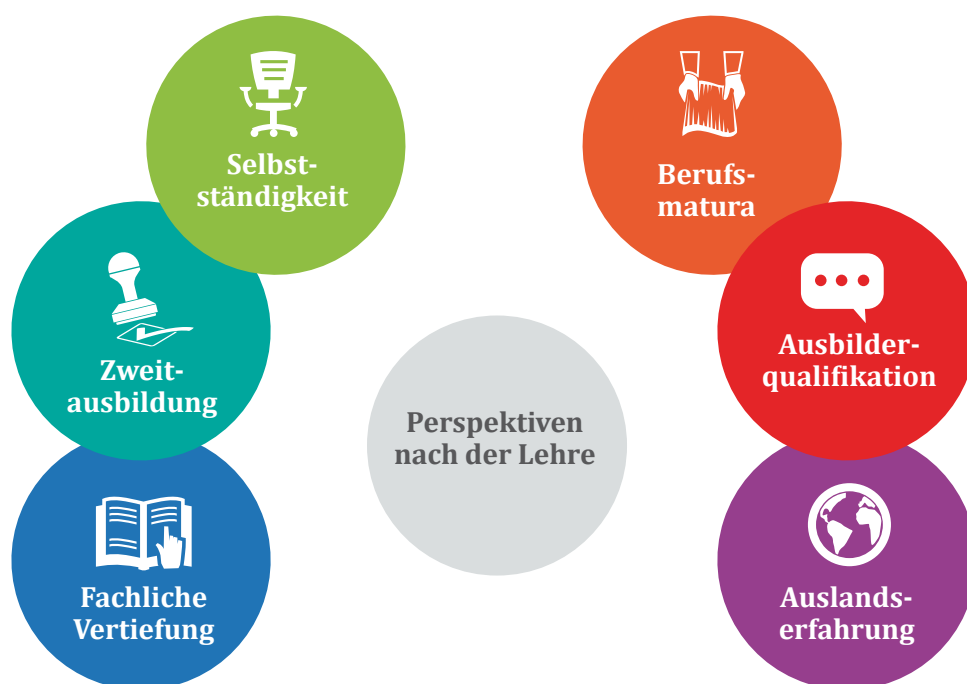 Selbst-
ständigkeit
Berufs-
matura
Zweit-
ausbildung
Ausbilder-
qualifikation
Perspektiven
nach der Lehre
Fachliche
Vertiefung
Auslands-
erfahrung